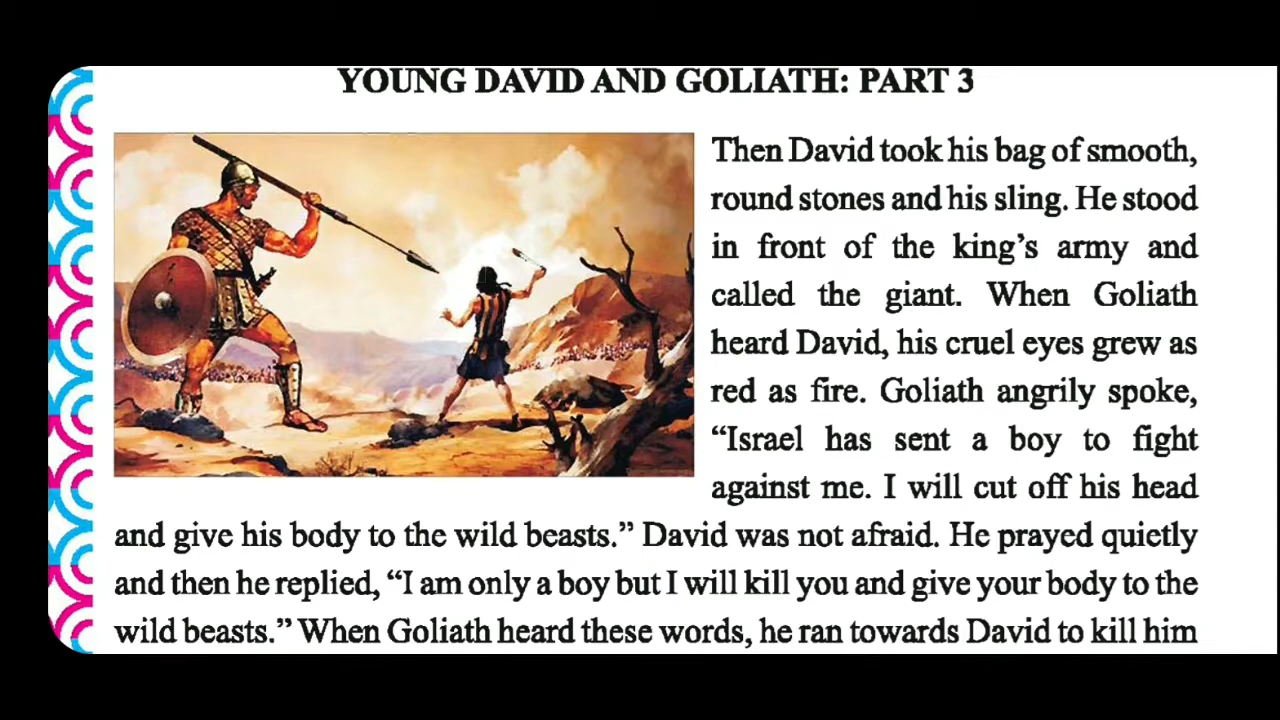 YOUNG DAVID AND GOLIATH: PART 3
Then David took his bag of smooth,
round stones and his sling. He stood
in front of the king's army and
called the giant. When Goliath
heard David, his cruel eyes grew as
red as fire. Goliath angrily spoke,
“Israel has sent a boy to fight
against me. I will cut off his head
and give his body to the wild beasts.” David was not afraid. He prayed quietly
and then he replied, “I am only a boy but I will kill you and give your body to the
wild beasts.” When Goliath heard these words, he ran towards David to kill him